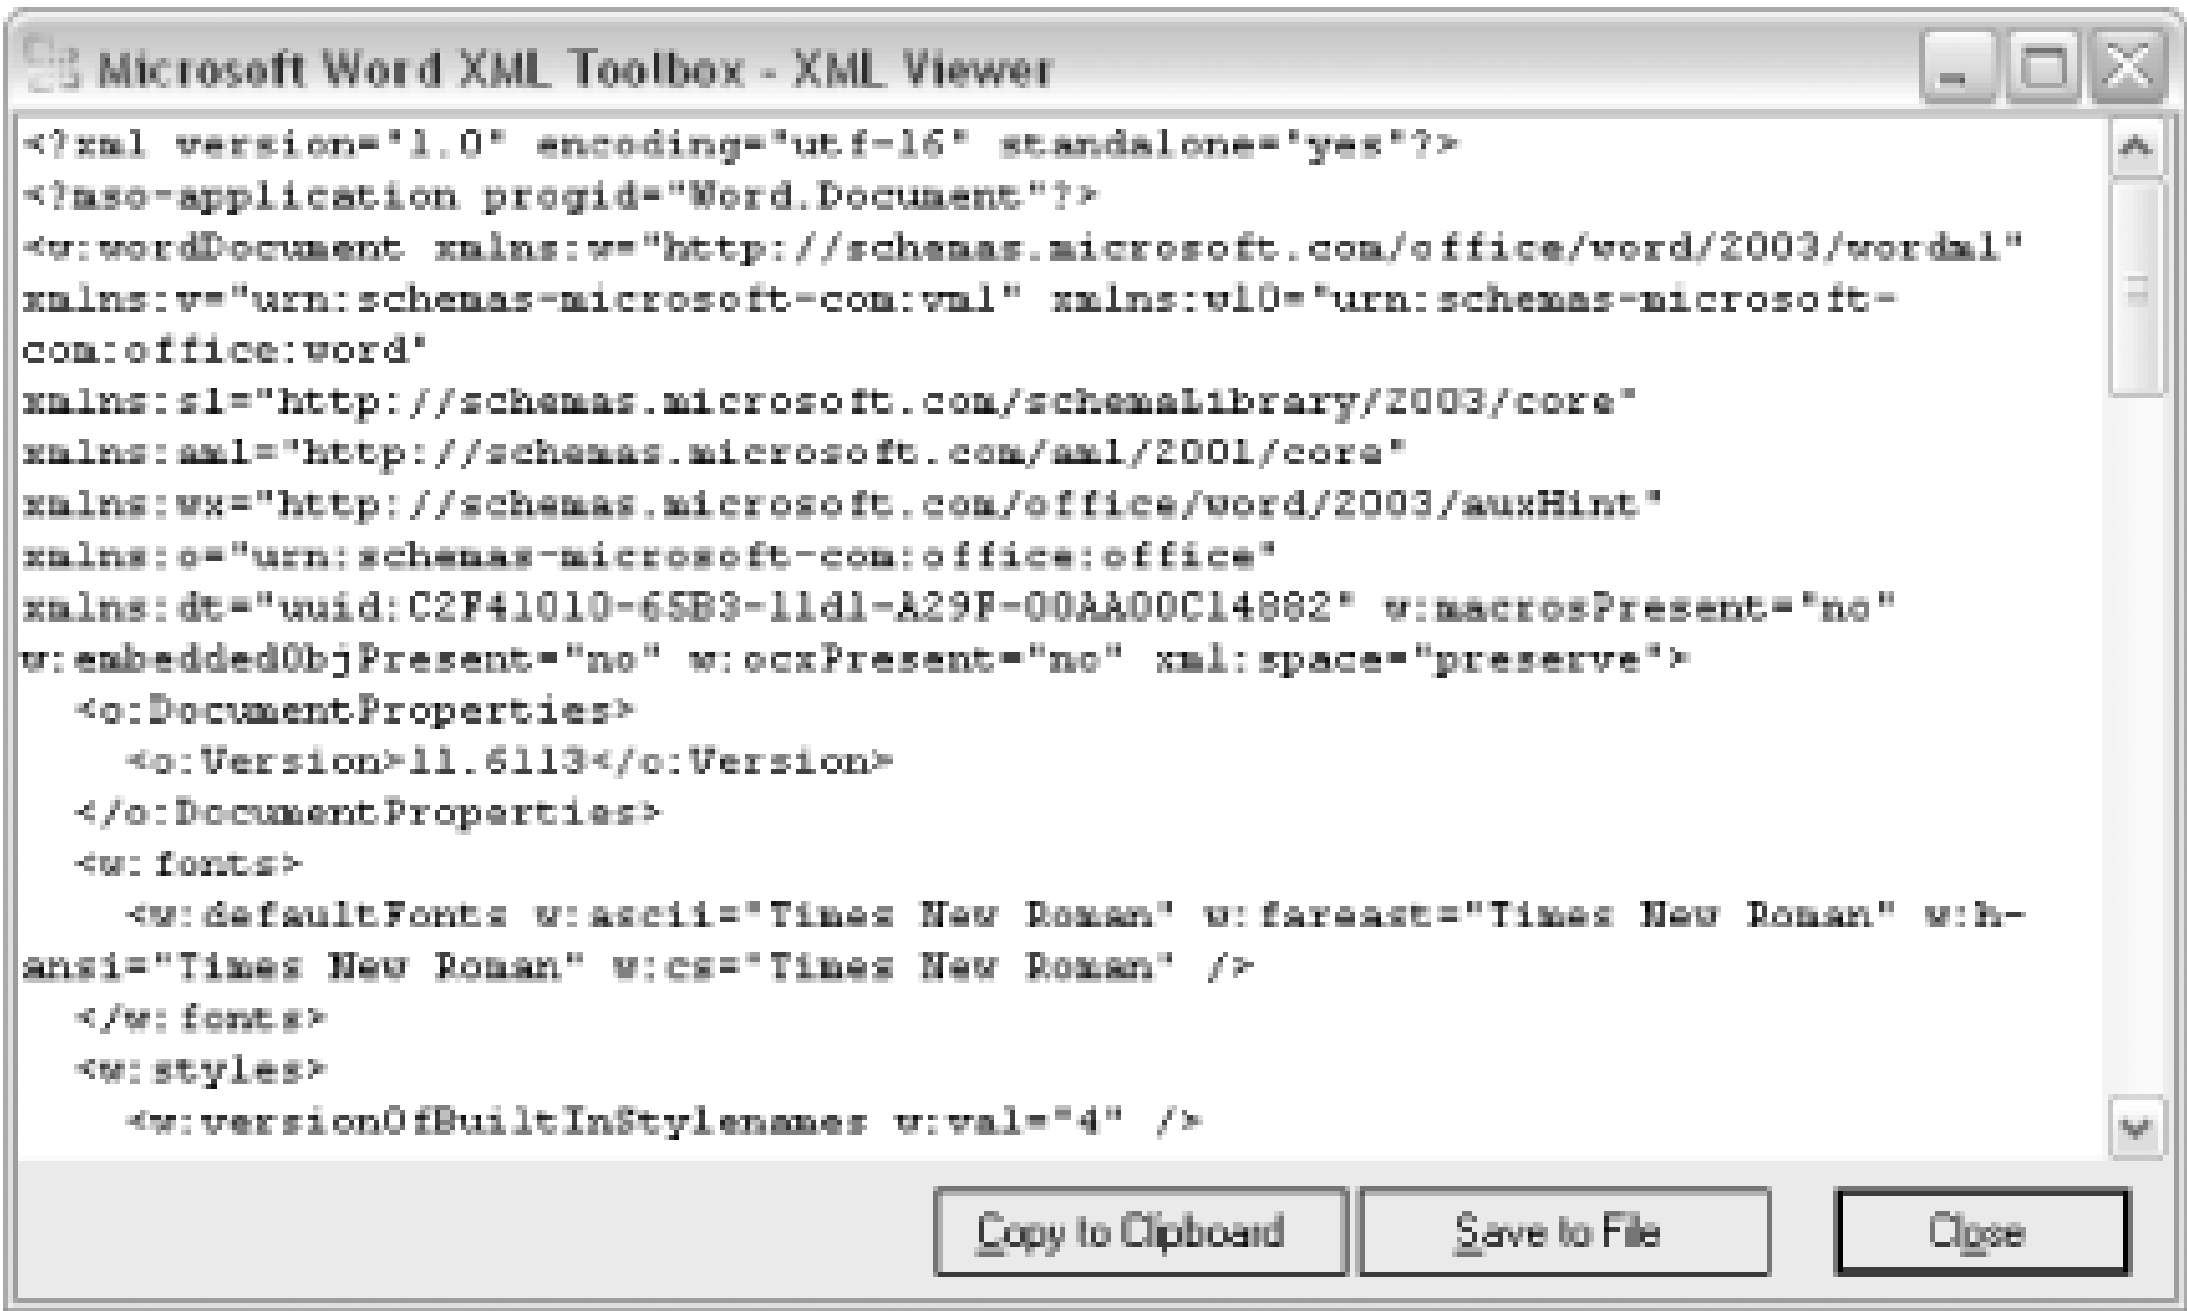 Microsoft Word XML Toolbox - XML Viewer
<?xml version="1.0" encoding="utf-16" standalone="yes"?>
<?mso-application progid="Word.Document"?>
<w:wordDocument xmlns:w="http://schemas.microsoft.com/office/word/2003/wordml"
xmlns:v="urn:schemas-microsoft-com:vml" xmlns:w10="urn:schemas-microsoft-
com:office:word"
xmlns:sl="http://schemas.microsoft.com/schemaLibrary/2003/core"
xmlns:aml="http://schemas.microsoft.com/aml/2001/core"
xmlns:wx="http://schemas.microsoft.com/office/word/2003/auxHint"
xmlns:o="urn:schemas-microsoft-com:office:office"
xmlns:dt="uuid:C2F41010-65B3-11d1-A29F-00AA00C14882" w:macrosPresent="no"
w:embeddedObjPresent="no" w:ocxPresent="no" xml:space="preserve">
<o:DocumentProperties>
<o:Version>11.6113</o:Version>
</o:DocumentProperties>
<w:fonts>
<w:defaultFonts w:ascii="Times New Roman" w:fareast="Times New Roman" w:h-
ansi="Times New Roman" w:cs="Times New Roman" />
</w:fonts>
<w:styles>
<w:versionOfBuiltInStylenames w:val="4" />
Copy to Clipboard
Save to File
Close